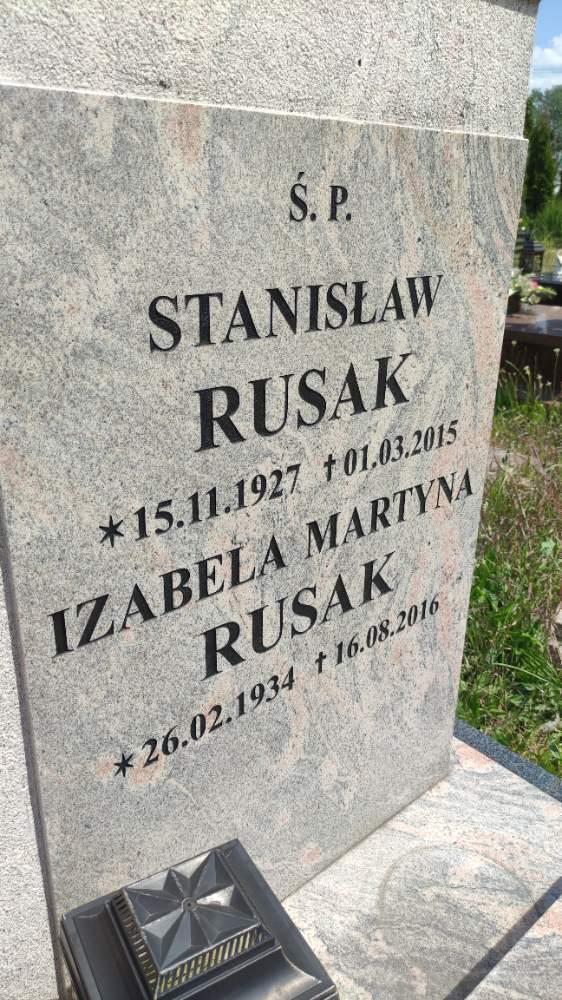 Ś. P.
STANISŁAW
RUSAK
*15.11.1927 †01.03.2015
IZABELA MARTYNA
RUSAK
*26.02.1934 †16.08.2016